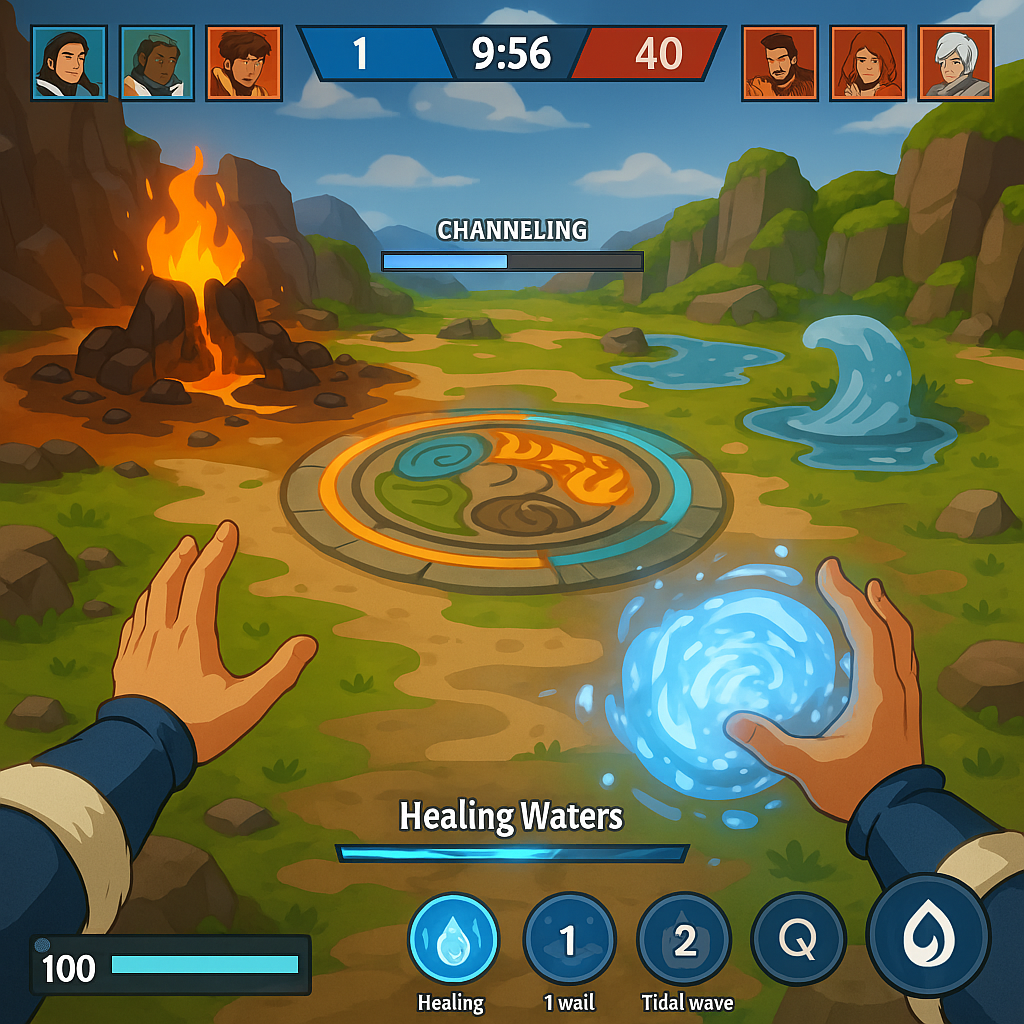 1 9:56 40
CHANNELING
Healing Waters
100
1
2
Q
Healing
1 wail
Tidal wave